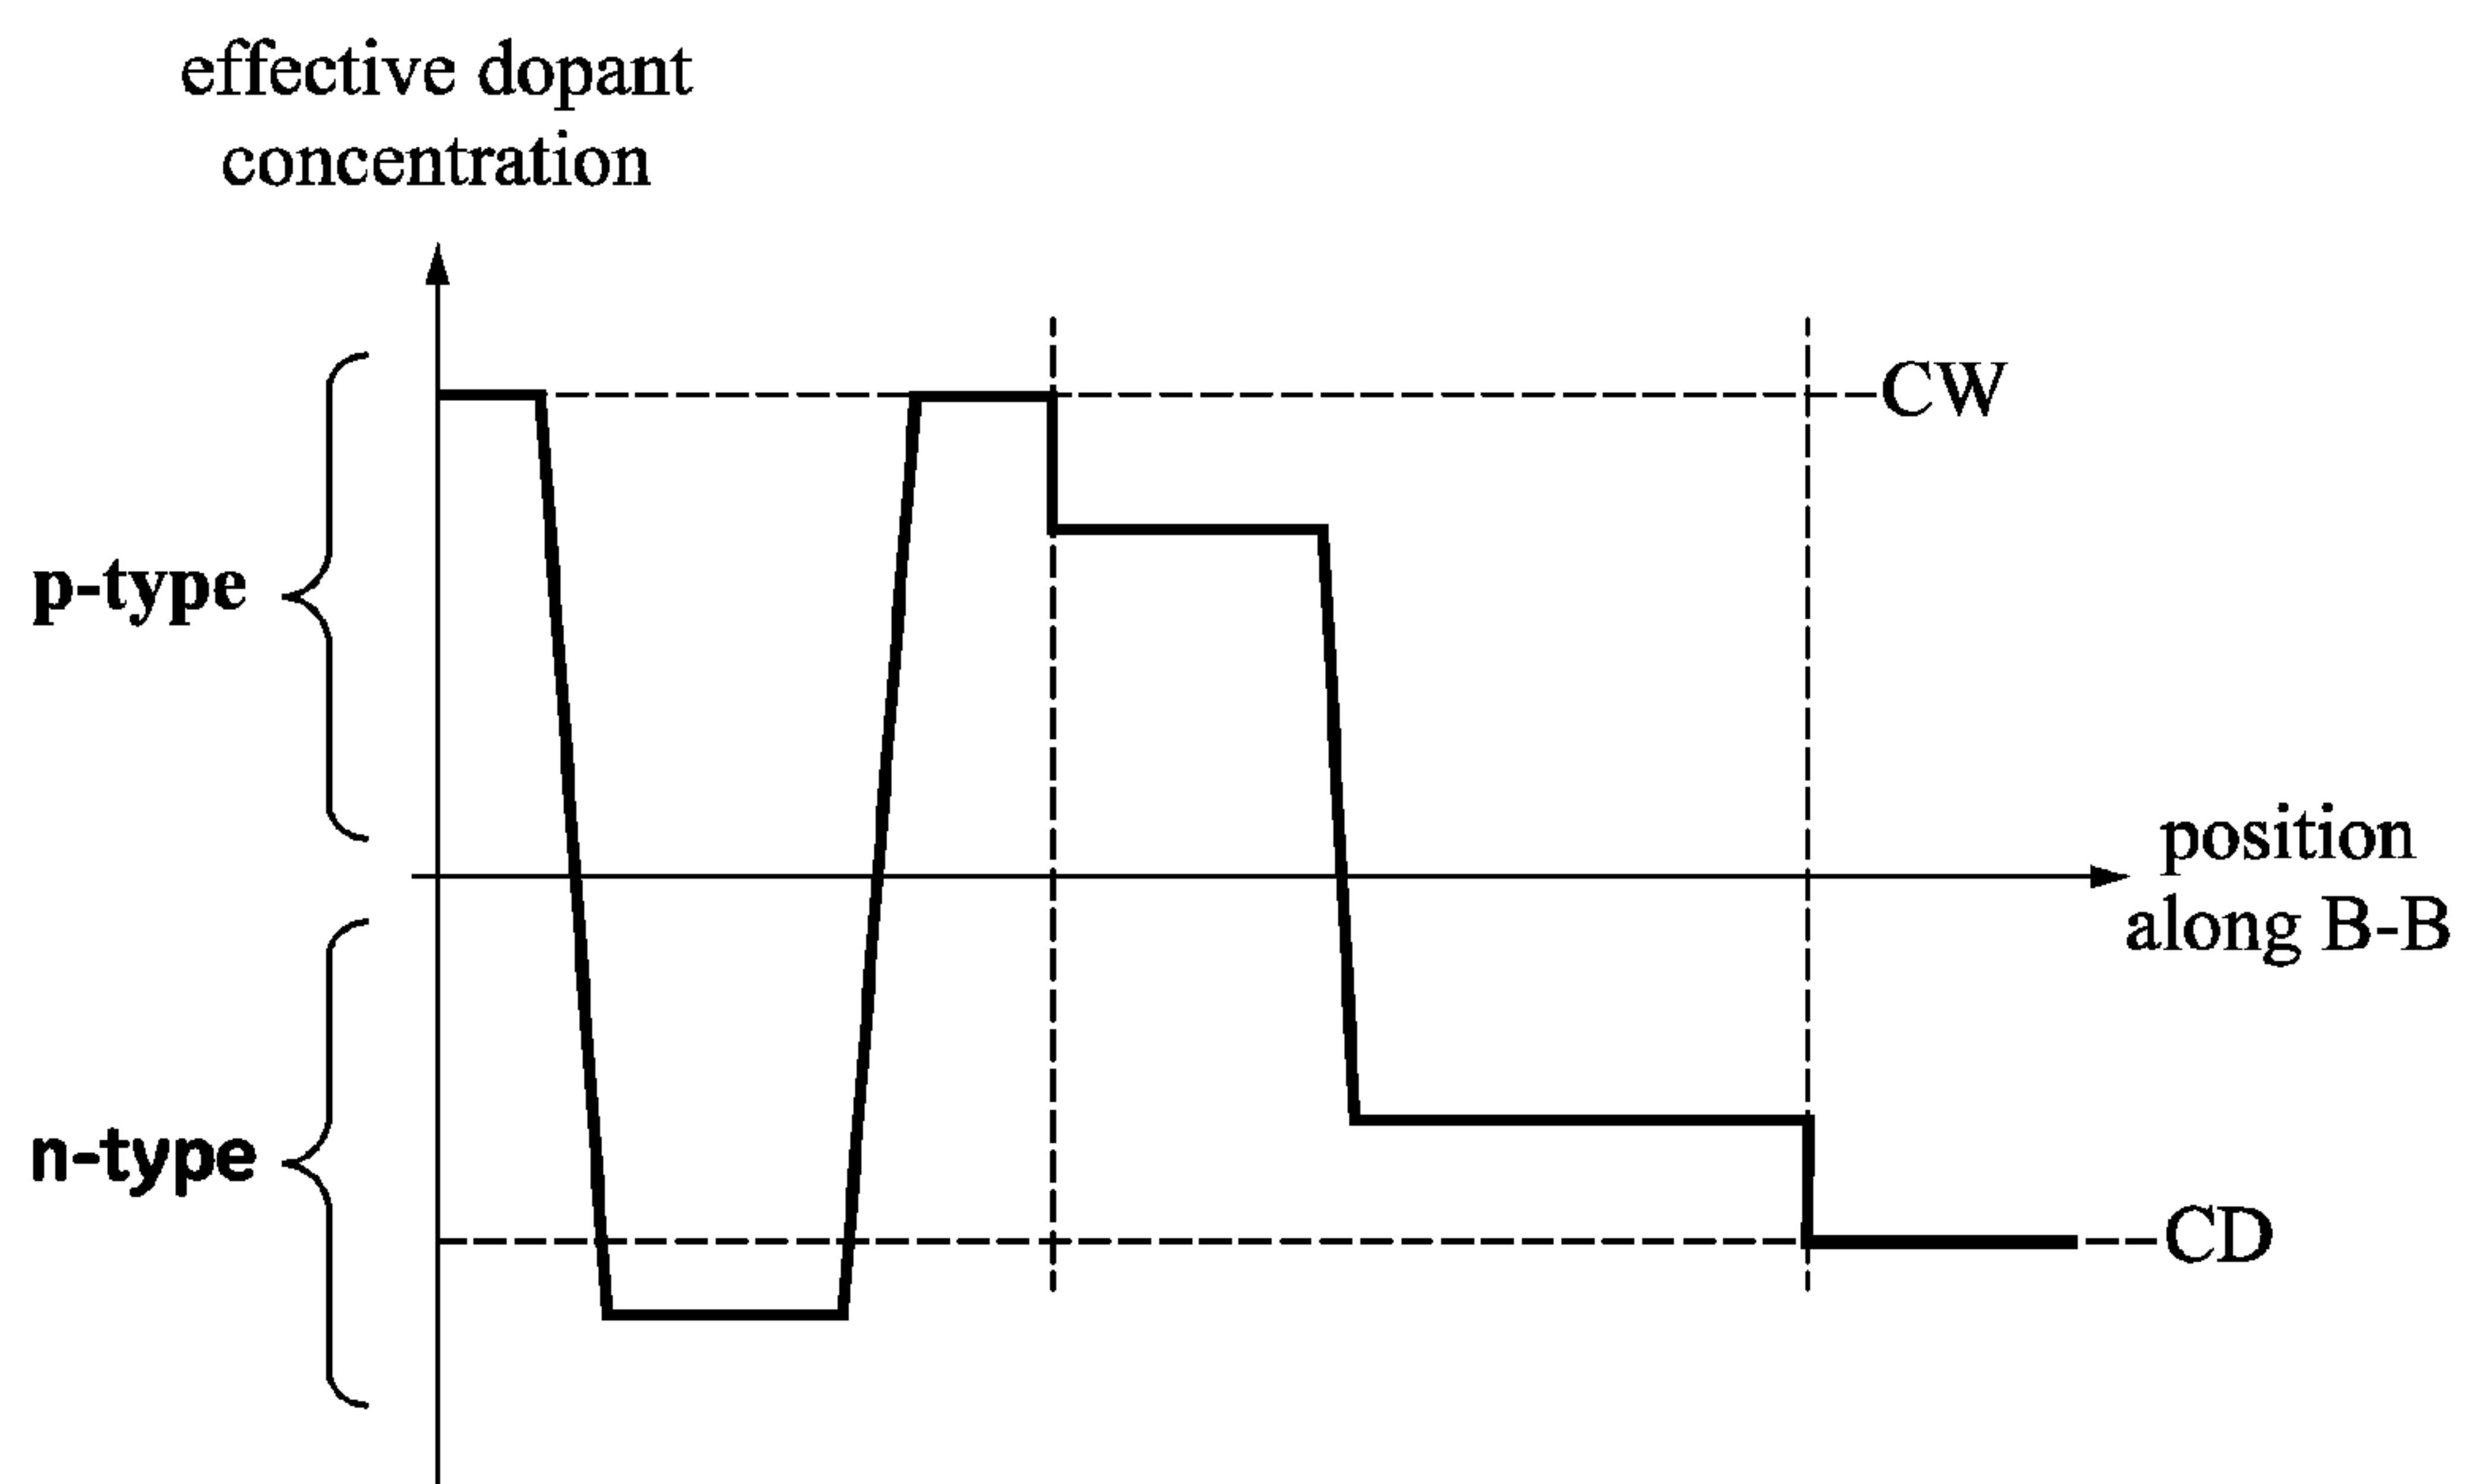 effective dopant
concentration
CW
p-type
position
along B-B
n-type
CD